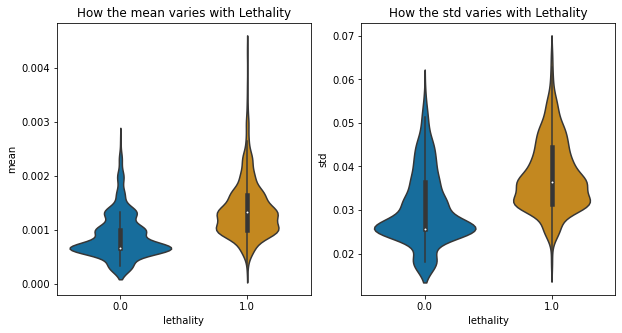 How the mean varies with Lethality
mean
0.004
0.003
0.002
0.001
0.000
0.0
1.0
lethality
How the std varies with Lethality
std
0.07
0.06
0.05
0.04
0.03
0.02
0.0
1.0
lethality